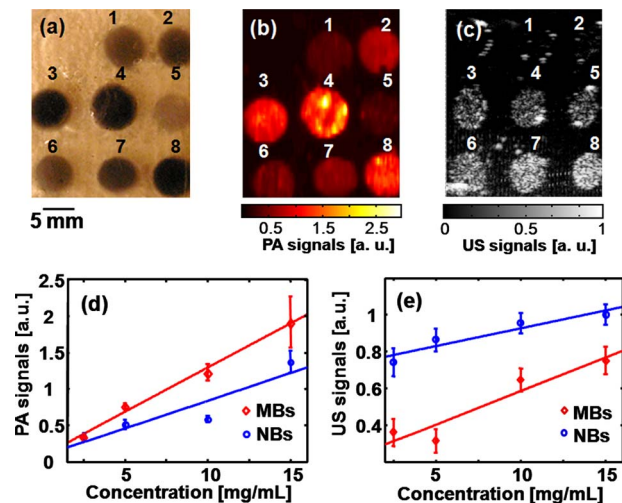 (a)
1 2
3 4 5
6 7 8
5 mm
(b)
1 2
3 4 5
6 7 8
0.5 1.5 2.5
PA signals [a. u.]
(c)
1 2
3 4 5
6 7 8
0 0.5 1
US signals [a. u.]
(d)
PA signals [a.u.]
2.5
2
1.5
1
0.5
0
5 10 15
Concentration [mg/mL]
MBs
NBs
(e)
US signals [a.u.]
1
0.8
0.6
0.4
5 10 15
Concentration [mg/mL]
MBs
NBs